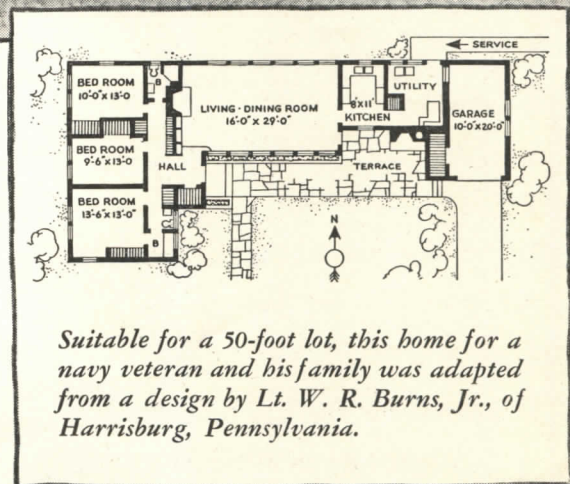 ← SERVICE
BED ROOM
10'-0" x 13'-0
B
LIVING - DINING ROOM
16'-0" x 29'-0"
8'x11'
KITCHEN
UTILITY
GARAGE
10'-0"x20'-0"
BED ROOM
9'-6" x 13'-0
HALL
TERRACE
BED ROOM
13'-6" x 13'-0"
B
N
Suitable for a 50-foot lot, this home for a
navy veteran and his family was adapted
from a design by Lt. W. R. Burns, Jr., of
Harrisburg, Pennsylvania.